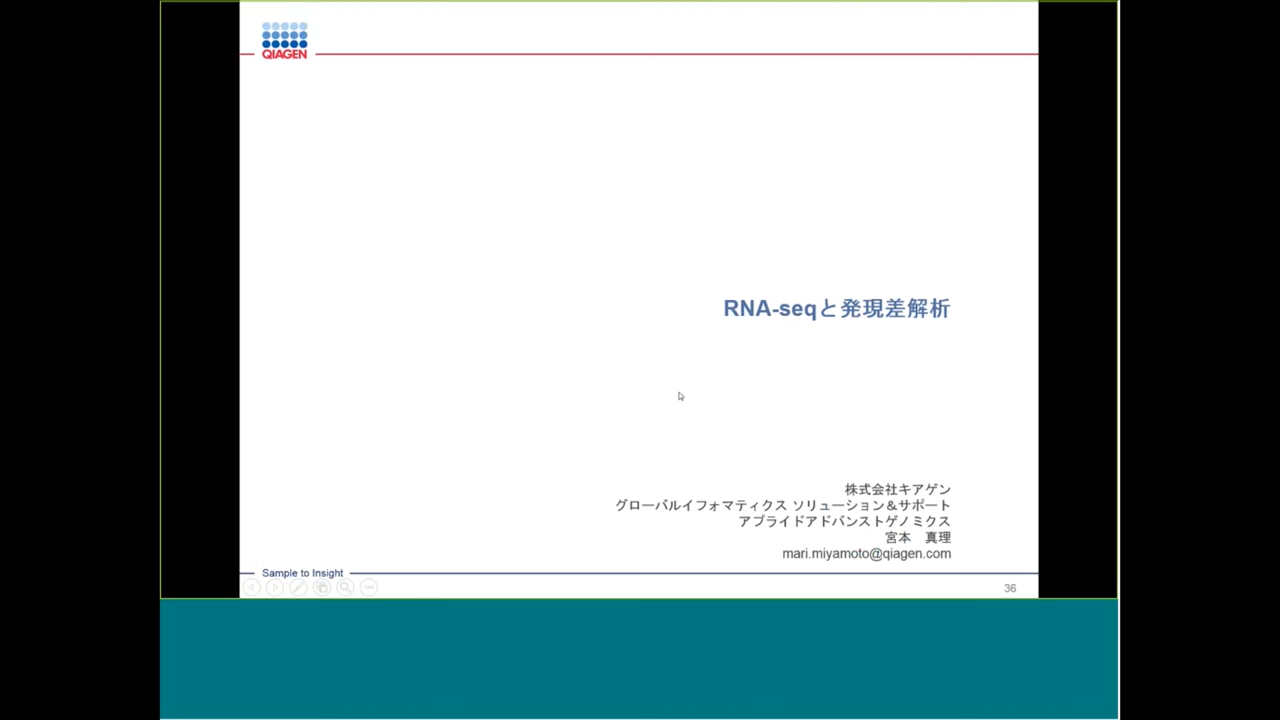 QIAGEN
RNA-seqと発現差解析
株式会社キアゲン
グローバルイフォマティクス ソリューション＆サポート
アプライドアドバンストゲノミクス
宮本　真理
mari.miyamoto@qiagen.com
Sample to Insight
36